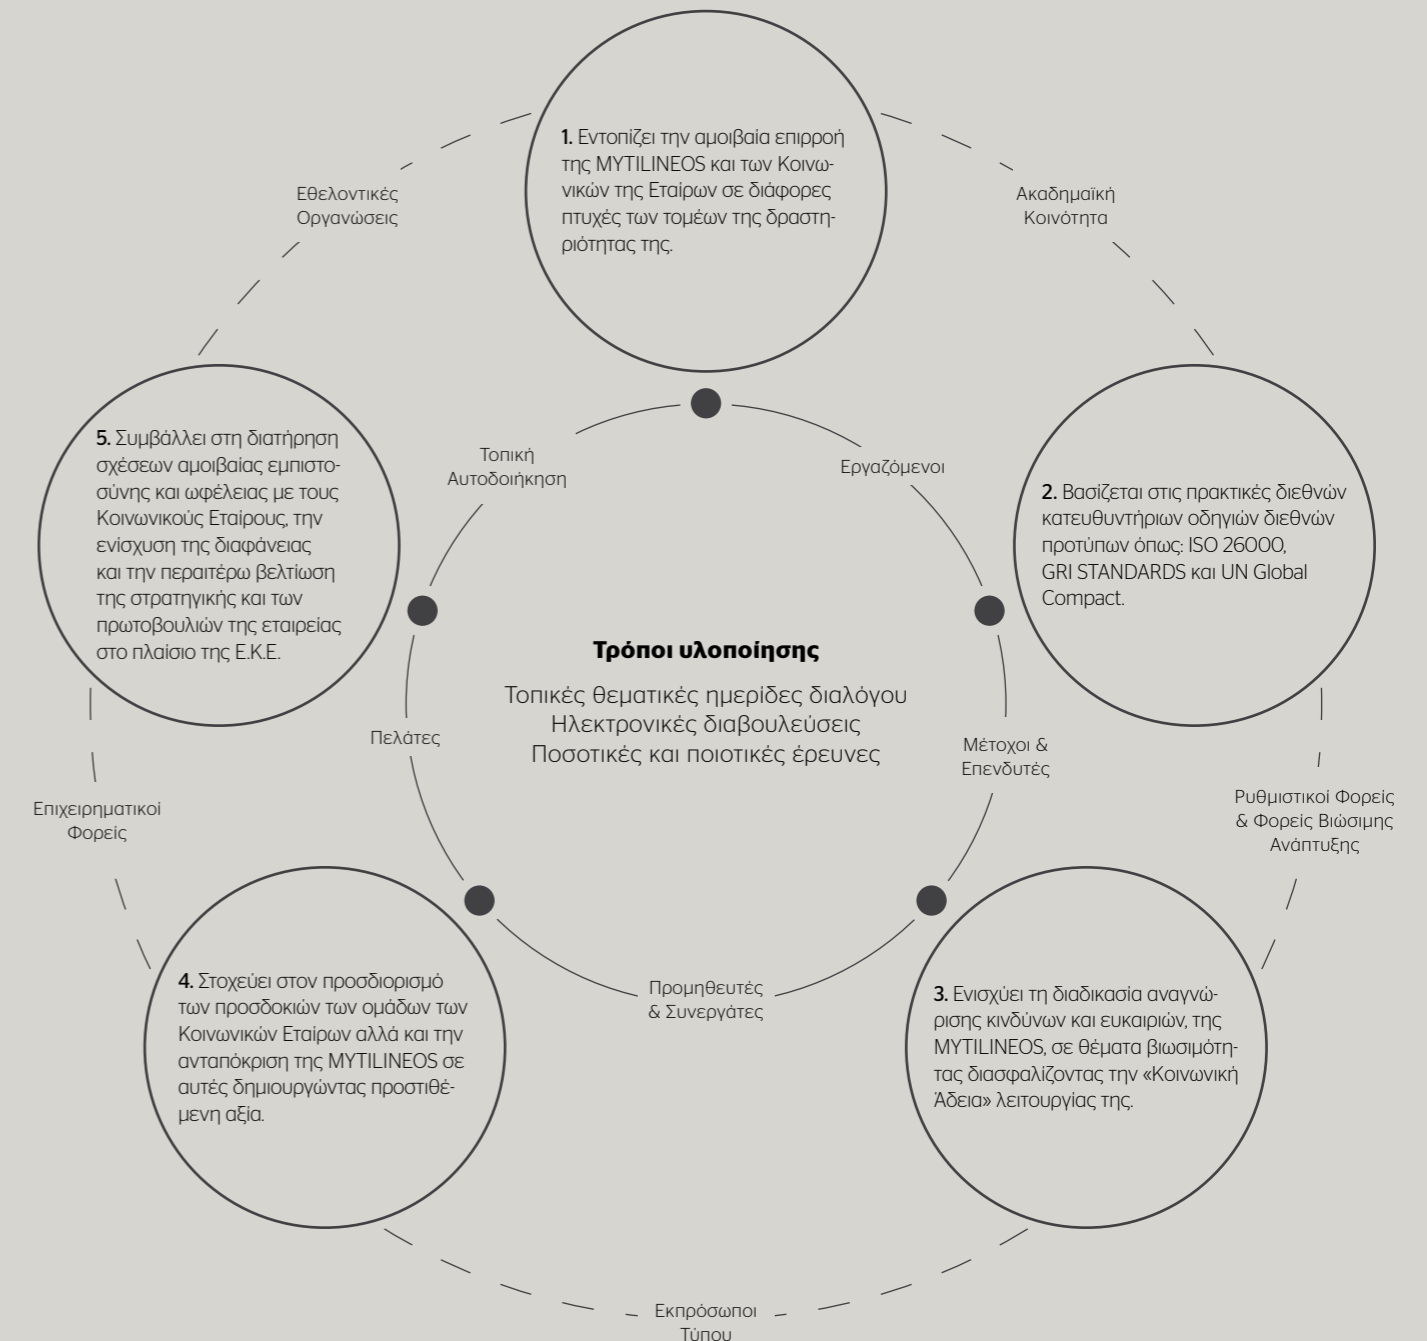 1. Εντοπίζει την αμοιβαία επιρροή
της MYTILINEOS και των Κοινω-
νικών της Εταίρων σε διάφορες
πτυχές των τομέων της δραστη-
ριότητας της.
Εθελοντικές
Οργανώσεις
Ακαδημαϊκή
Κοινότητα
5. Συμβάλλει στη διατήρηση
σχέσεων αμοιβαίας εμπιστο-
σύνης και ωφέλειας με τους
Κοινωνικούς Εταίρους, την
ενίσχυση της διαφάνειας
και την περαιτέρω βελτίωση
της στρατηγικής και των
πρωτοβουλιών της εταιρείας
στο πλαίσιο της Ε.Κ.Ε.
Τοπική
Αυτοδοιήκηση
Εργαζόμενοι
2. Βασίζεται στις πρακτικές διεθνών
κατευθυντήριων οδηγιών διεθνών
προτύπων όπως: ISO 26000,
GRI STANDARDS και UN Global
Compact.
Τρόποι υλοποίησης
Τοπικές θεματικές ημερίδες διαλόγου
Ηλεκτρονικές διαβουλεύσεις
Ποσοτικές και ποιοτικές έρευνες
Πελάτες
Μέτοχοι &
Επενδυτές
Επιχειρηματικοί
Φορείς
Ρυθμιστικοί Φορείς
& Φορείς Βιώσιμης
Ανάπτυξης
4. Στοχεύει στον προσδιορισμό
των προσδοκιών των ομάδων των
Κοινωνικών Εταίρων αλλά και την
ανταπόκριση της MYTILINEOS σε
αυτές δημιουργώντας προστιθέ-
μενη αξία.
Προμηθευτές
& Συνεργάτες
3. Ενισχύει τη διαδικασία αναγνώ-
ρισης κινδύνων και ευκαιριών, της
MYTILINEOS, σε θέματα βιωσιμότη-
τας διασφαλίζοντας την «Κοινωνική
Άδεια» λειτουργίας της.
Εκπρόσωποι
Τύπου